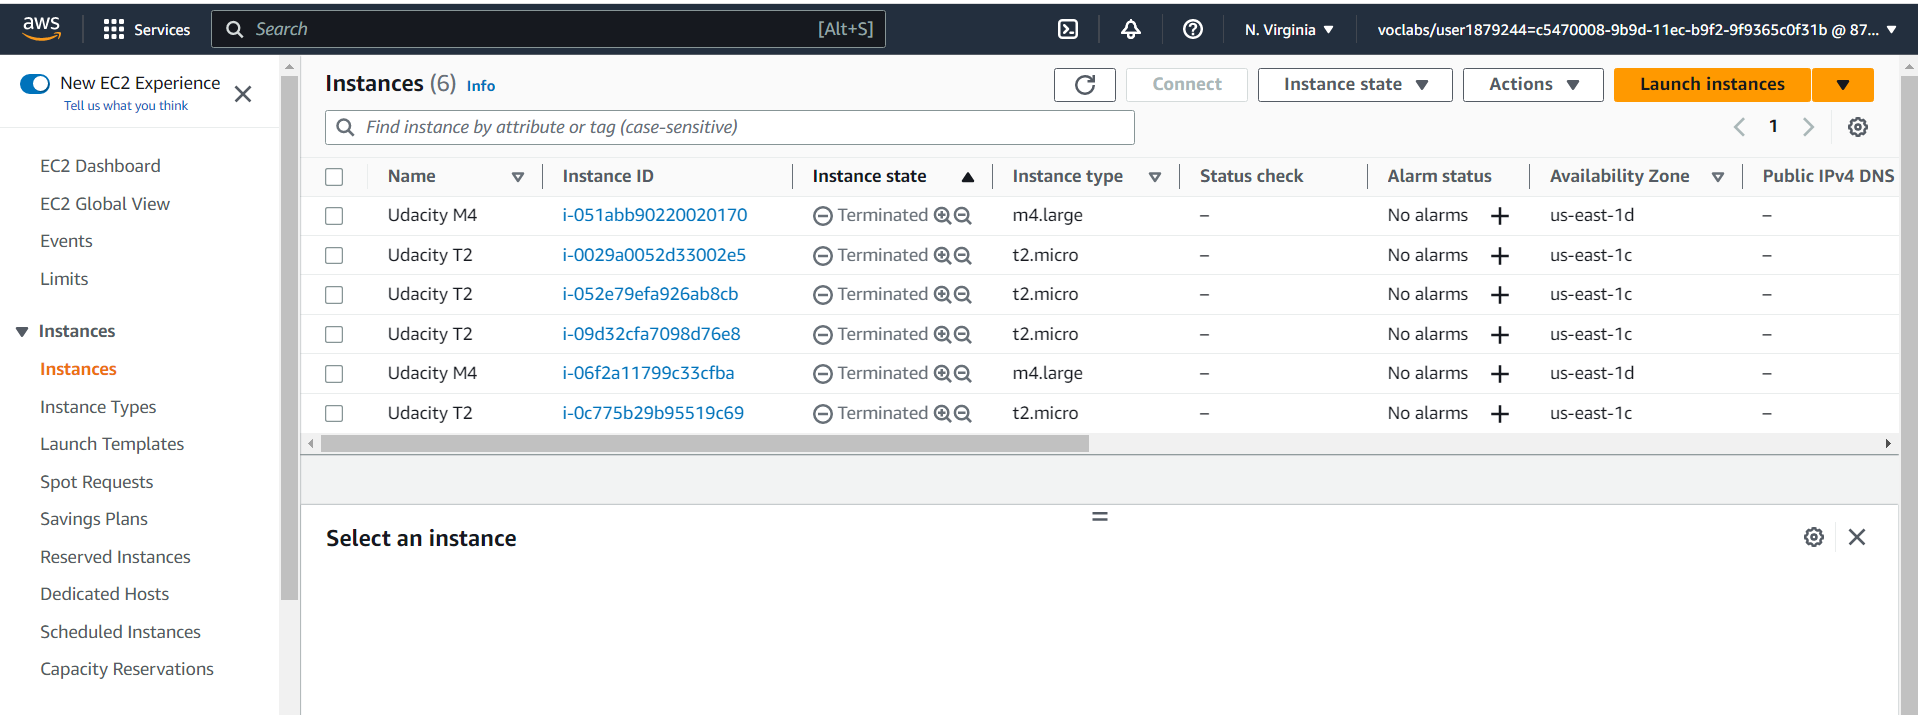 aws Services Search [Alt+S] N. Virginia voclabs/user1879244=c5470008-9b9d-11ec-b9f2-9f9365c0f31b @ 87...
New EC2 Experience
Tell us what you think
EC2 Dashboard
EC2 Global View
Events
Limits
Instances
Instances
Instance Types
Launch Templates
Spot Requests
Savings Plans
Reserved Instances
Dedicated Hosts
Scheduled Instances
Capacity Reservations
Instances (6) Info Connect Instance state Actions Launch instances
Find instance by attribute or tag (case-sensitive) 1
Name Instance ID Instance state Instance type Status check Alarm status Availability Zone Public IPv4 DNS
Udacity M4 i-051abb90220020170 Terminated m4.large – No alarms + us-east-1d –
Udacity T2 i-0029a0052d33002e5 Terminated t2.micro – No alarms + us-east-1c –
Udacity T2 i-052e79efa926ab8cb Terminated t2.micro – No alarms + us-east-1c –
Udacity T2 i-09d32cfa7098d76e8 Terminated t2.micro – No alarms + us-east-1c –
Udacity M4 i-06f2a11799c33cfba Terminated m4.large – No alarms + us-east-1d –
Udacity T2 i-0c775b29b95519c69 Terminated t2.micro – No alarms + us-east-1c –
Select an instance